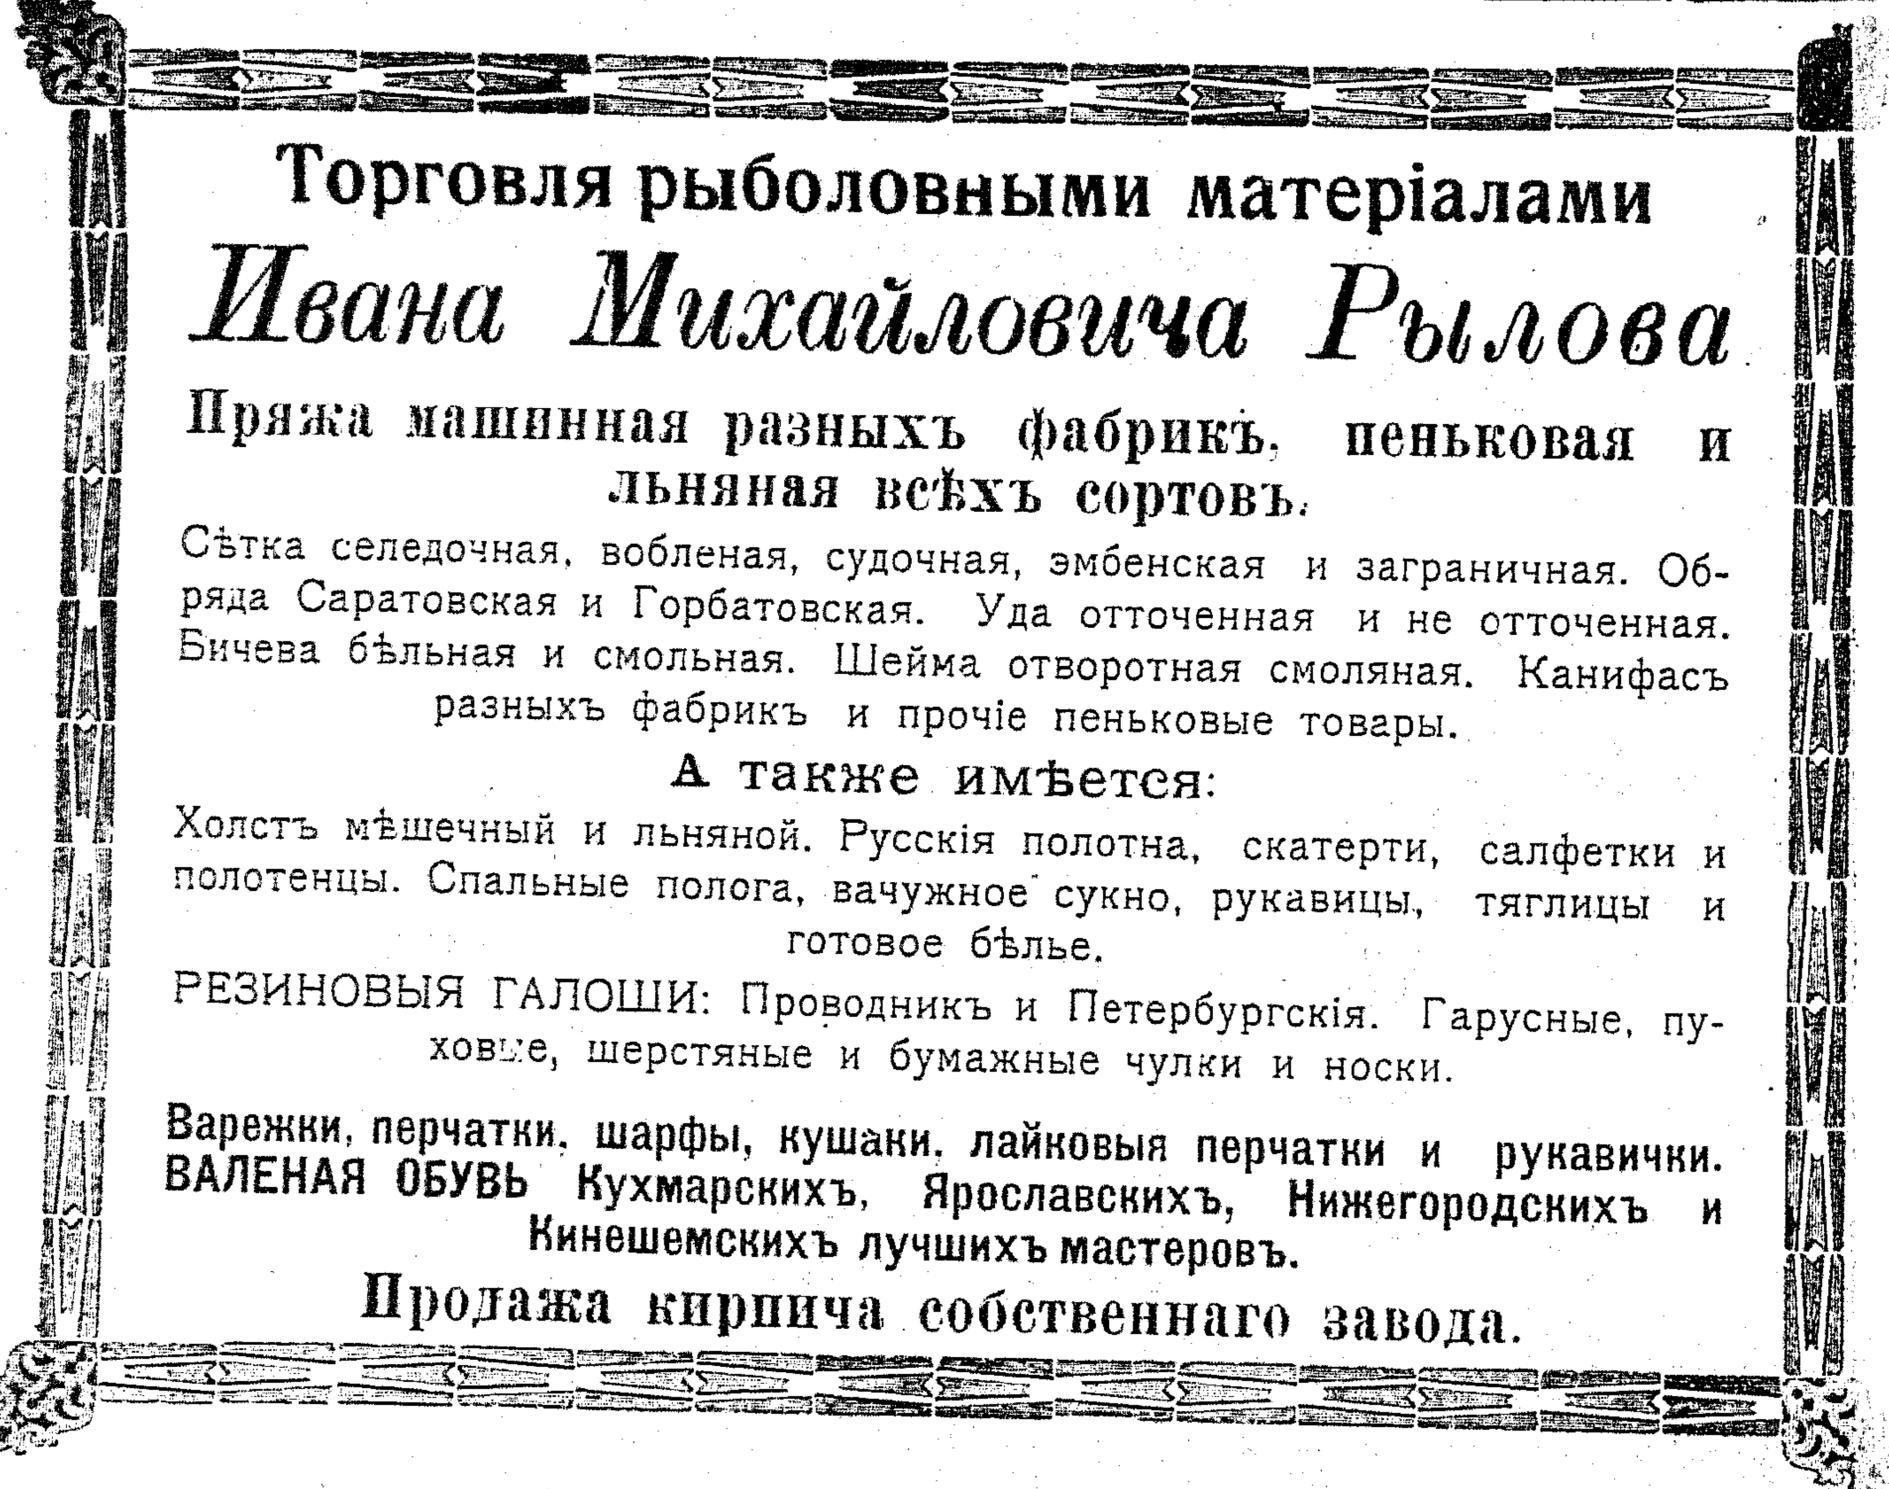 Торговля рыболовными матеріалами
Ивана Михайловича Рылова
Пряжа машинная разныхъ фабрикъ, пеньковая и
льняная всѣхъ сортовъ.
Сѣтка селедочная, вобленая, судочная, эмбенская и заграничная. Об-
ряда Саратовская и Горбатовская. Уда отточенная и не отточенная.
Бичева бѣльная и смольная. Шейма отворотная смоляная. Канифасъ
разныхъ фабрикъ и прочіе пеньковые товары.
А также имѣется:
Холстъ мѣшечный и льняной. Русскія полотна, скатерти, салфетки и
полотенцы. Спальные полога, вачужное сукно, рукавицы, тяглицы и
готовое бѣлье.
РЕЗИНОВЫЯ ГАЛОШИ: Проводникъ и Петербургскія. Гарусные, пу-
ховые, шерстяные и бумажные чулки и носки.
Варежки, перчатки, шарфы, кушаки, лайковыя перчатки и рукавички.
ВАЛЕНАЯ ОБУВЬ Кухмарскихъ, Ярославскихъ, Нижегородскихъ и
Кинешемскихъ лучшихъ мастеровъ.
Продажа кирпича собственнаго завода.